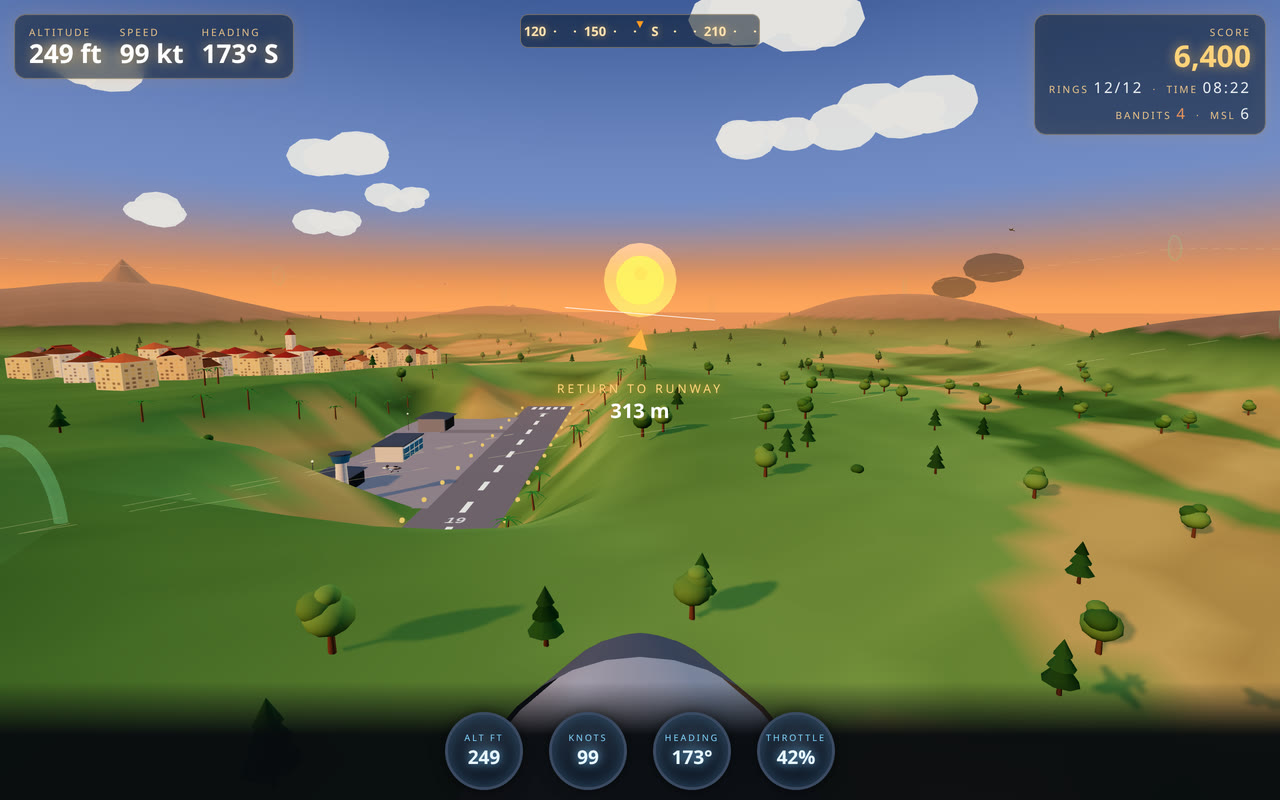 ALTITUDE SPEED HEADING
249 ft 99 kt 173° S
120 · · 150 · · S · · 210 · ·
SCORE
6,400
RINGS 12/12 · TIME 08:22
BANDITS 4 · MSL 6
RETURN TO RUNWAY
313 m
19
ALT FT
249
KNOTS
99
HEADING
173°
THROTTLE
42%